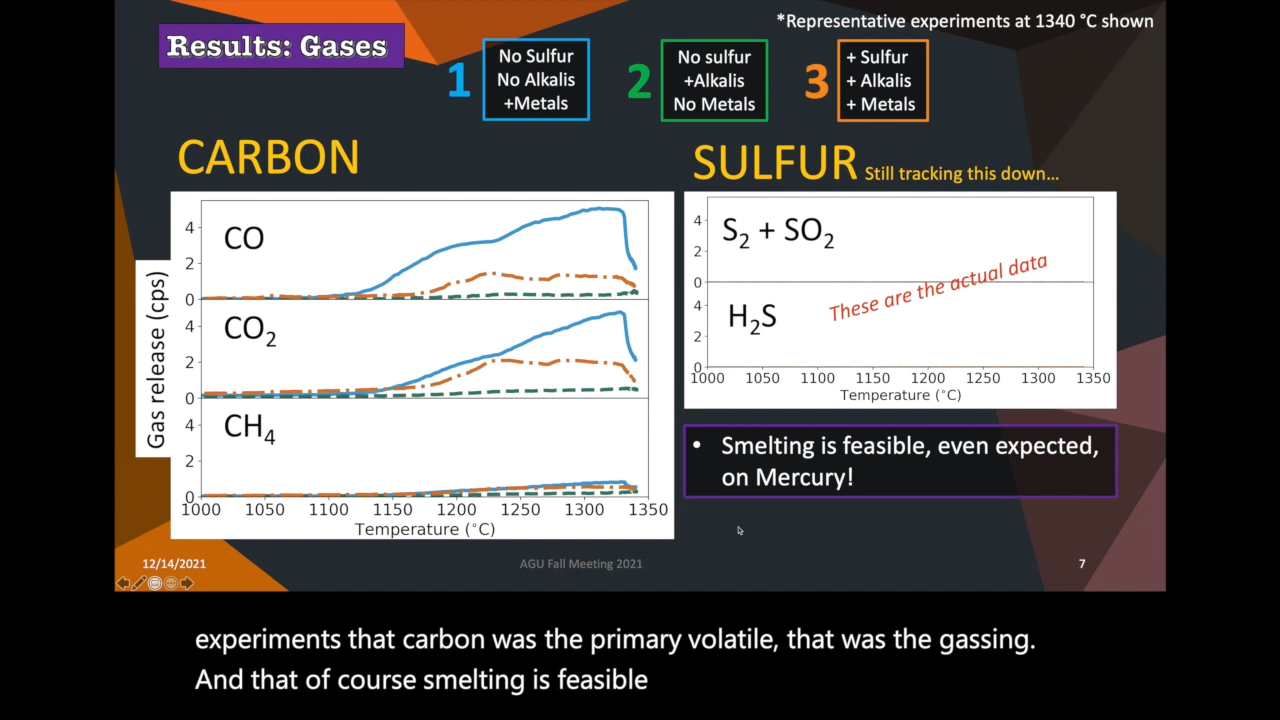 *Representative experiments at 1340 °C shown
Results: Gases
1
No Sulfur
No Alkalis
+Metals
2
No sulfur
+Alkalis
No Metals
3
+ Sulfur
+ Alkalis
+ Metals
CARBON
Gas release (cps)
CO
4
2
0
CO₂
4
2
0
CH₄
4
2
0
1000 1050 1100 1150 1200 1250 1300 1350
Temperature (°C)
SULFUR Still tracking this down...
S₂ + SO₂
4
2
0
These are the actual data
H₂S
4
2
0
1000 1050 1100 1150 1200 1250 1300 1350
Temperature (°C)
• Smelting is feasible, even expected,
on Mercury!
12/14/2021
AGU Fall Meeting 2021
7
experiments that carbon was the primary volatile, that was the gassing.
And that of course smelting is feasible